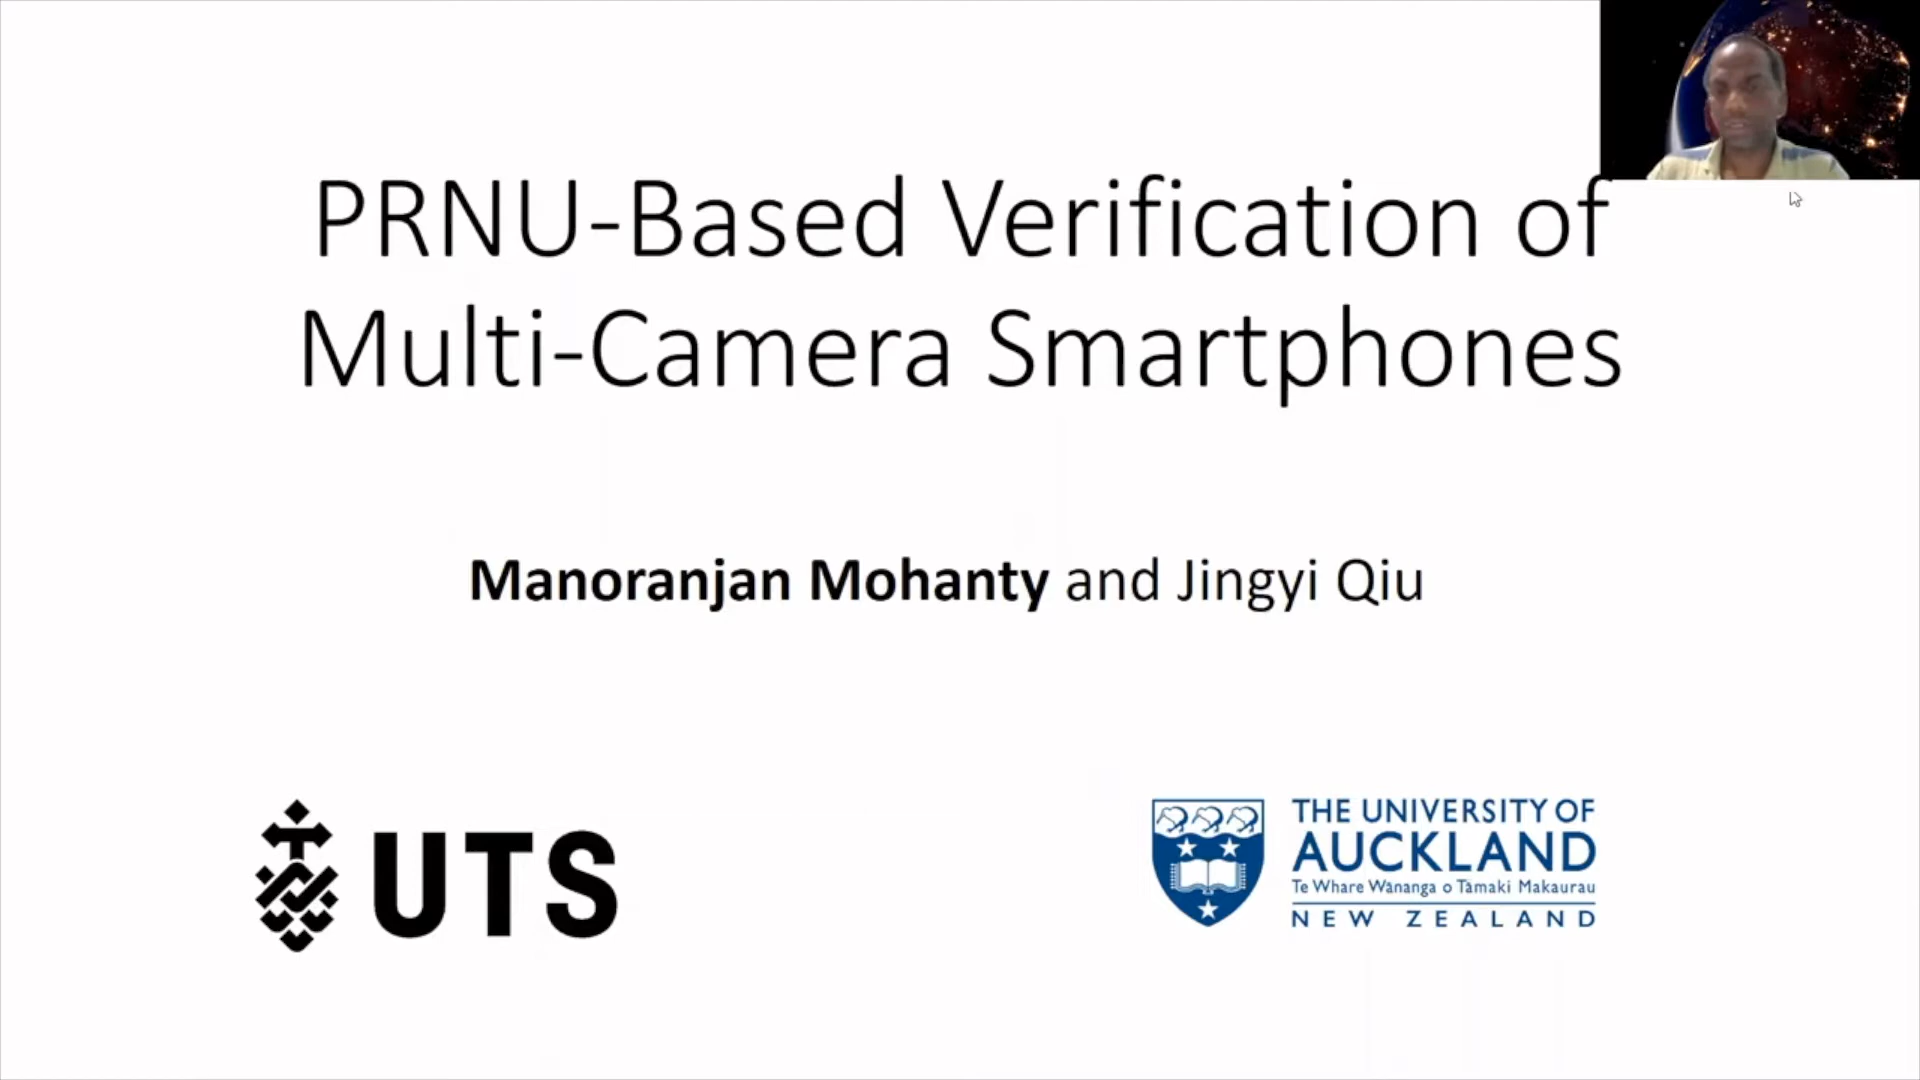 PRNU-Based Verification of
Multi-Camera Smartphones
Manoranjan Mohanty and Jingyi Qiu
UTS
THE UNIVERSITY OF
AUCKLAND
Te Whare Wānanga o Tāmaki Makaurau
NEW ZEALAND